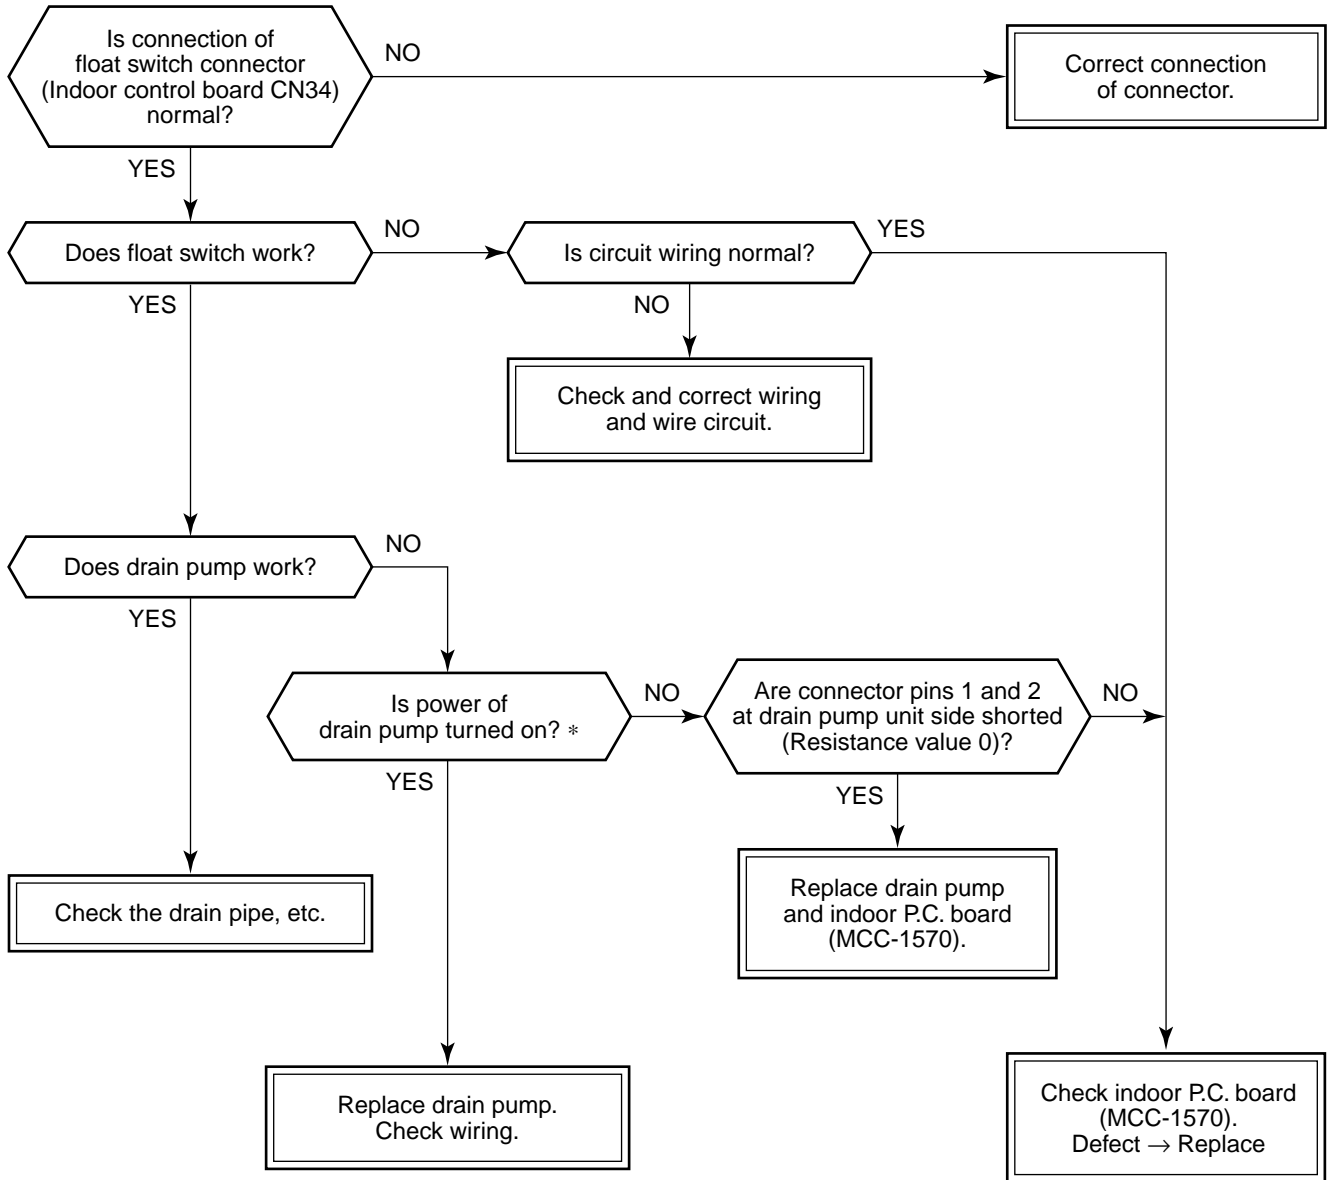 Is connection of
float switch connector
(Indoor control board CN34)
normal?
NO
Correct connection
of connector.
YES
Does float switch work?
NO
Is circuit wiring normal?
YES
YES
NO
Check and correct wiring
and wire circuit.
Does drain pump work?
NO
YES
Is power of
drain pump turned on? *
NO
Are connector pins 1 and 2
at drain pump unit side shorted
(Resistance value 0)?
NO
YES
YES
Check the drain pipe, etc.
Replace drain pump
and indoor P.C. board
(MCC-1570).
Replace drain pump.
Check wiring.
Check indoor P.C. board
(MCC-1570).
Defect → Replace